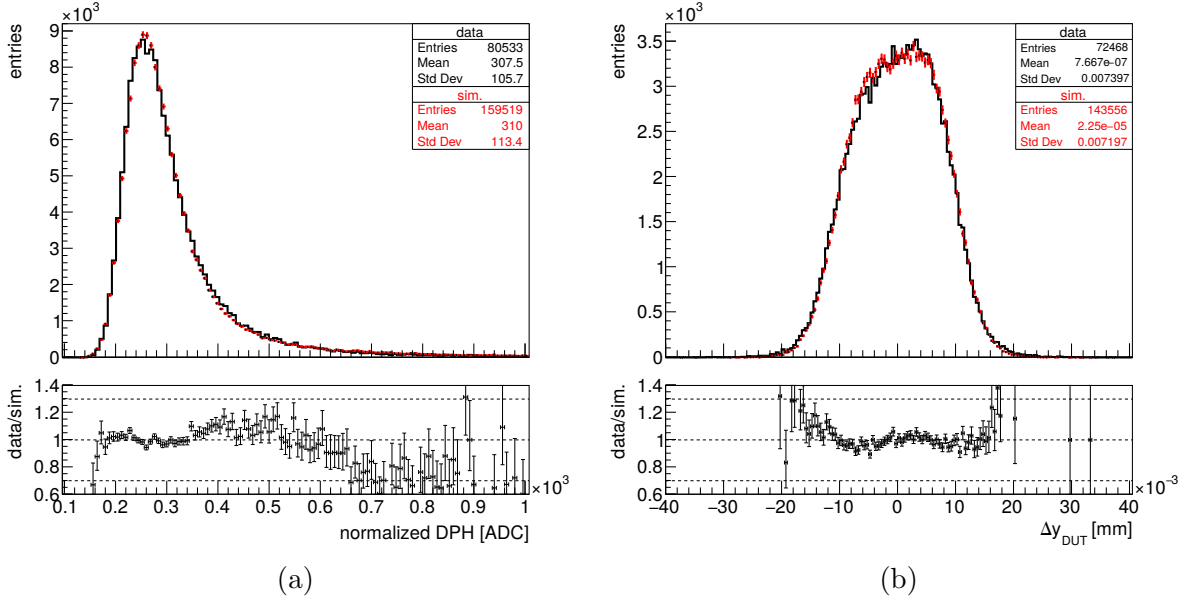 ×10³
entries
9
8
7
6
5
4
3
2
1
0
data
Entries 80533
Mean 307.5
Std Dev 105.7
sim.
Entries 159519
Mean 310
Std Dev 113.4
data/sim.
1.4
1.2
1
0.8
0.6
0.1 0.2 0.3 0.4 0.5 0.6 0.7 0.8 0.9 1
×10³
normalized DPH [ADC]
(a)
×10³
entries
3.5
3
2.5
2
1.5
1
0.5
0
data
Entries 72468
Mean 7.667e-07
Std Dev 0.007397
sim.
Entries 143556
Mean 2.25e-05
Std Dev 0.007197
data/sim.
1.4
1.2
1
0.8
0.6
−40 −30 −20 −10 0 10 20 30 40
×10⁻³
Δy_DUT [mm]
(b)